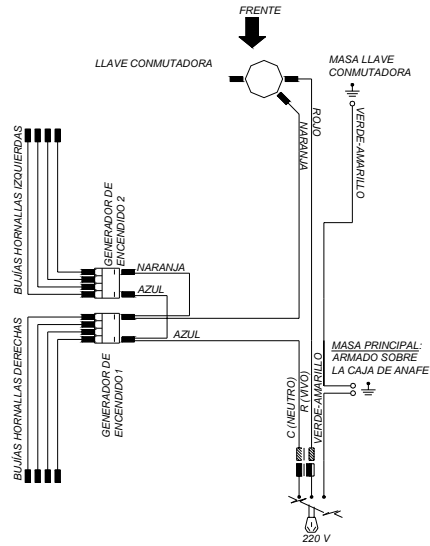 FRENTE
LLAVE CONMUTADORA
MASA LLAVE
CONMUTADORA
ROJO
NARANJA
VERDE-AMARILLO
BUJÍAS HORNALLAS IZQUIERDAS
GENERADOR DE
ENCENDIDO 2
NARANJA
AZUL
AZUL
BUJÍAS HORNALLAS DERECHAS
GENERADOR DE
ENCENDIDO 1
MASA PRINCIPAL:
ARMADO SOBRE
LA CAJA DE ANAFE
C (NEUTRO)
R (VIVO)
VERDE-AMARILLO
220 V